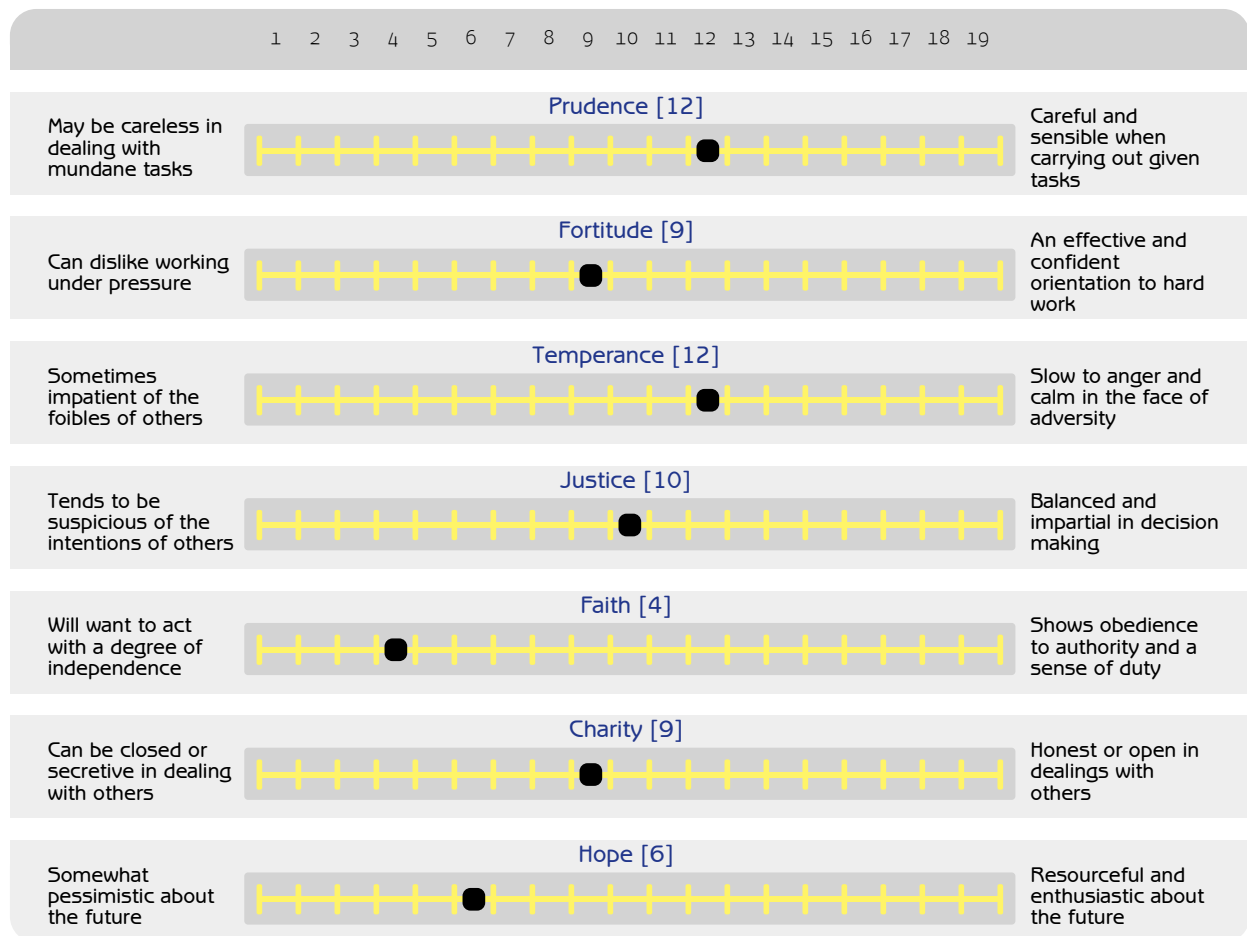 1 2 3 4 5 6 7 8 9 10 11 12 13 14 15 16 17 18 19
Prudence [12]
May be careless in
dealing with
mundane tasks
Careful and
sensible when
carrying out given
tasks
Fortitude [9]
Can dislike working
under pressure
An effective and
confident
orientation to hard
work
Temperance [12]
Sometimes
impatient of the
foibles of others
Slow to anger and
calm in the face of
adversity
Justice [10]
Tends to be
suspicious of the
intentions of others
Balanced and
impartial in decision
making
Faith [4]
Will want to act
with a degree of
independence
Shows obedience
to authority and a
sense of duty
Charity [9]
Can be closed or
secretive in dealing
with others
Honest or open in
dealings with
others
Hope [6]
Somewhat
pessimistic about
the future
Resourceful and
enthusiastic about
the future